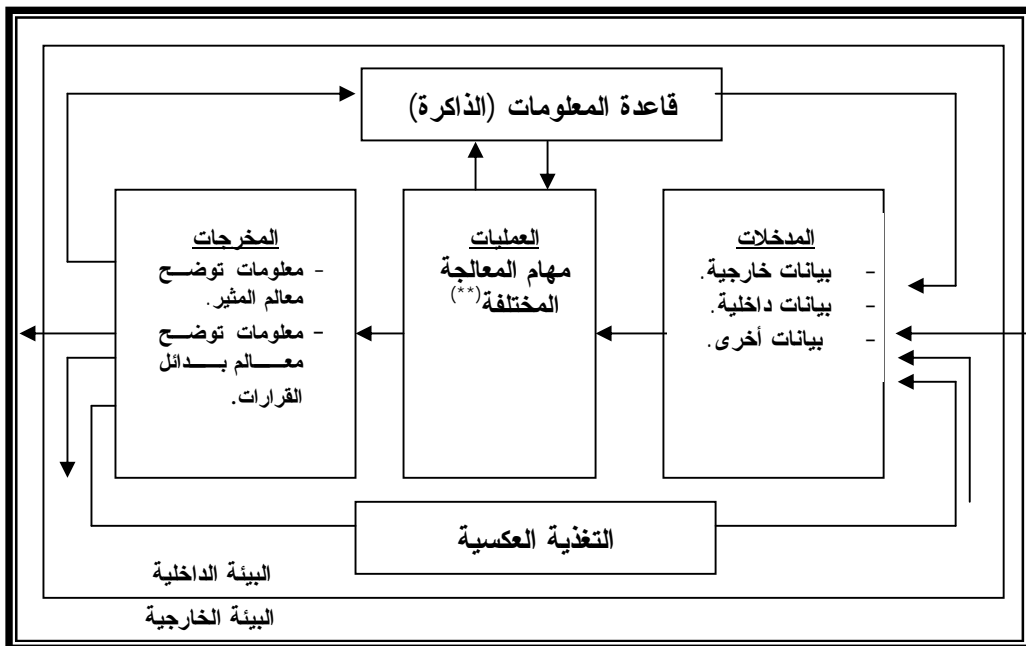 قاعدة المعلومات (الذاكرة)
المدخلات
- بيانات خارجية.
- بيانات داخلية.
- بيانات أخرى.
العمليات
مهام المعالجة
المختلفة(**)
المخرجات
- معلومات توضح
معالم المثير.
- معلومات توضح
معالم بدائل
القرارات.
التغذية العكسية
البيئة الداخلية
البيئة الخارجية